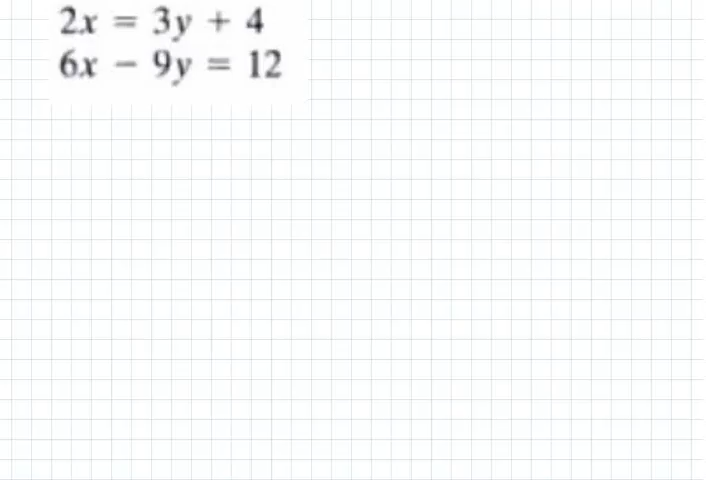 2x = 3y + 4
6x − 9y = 12